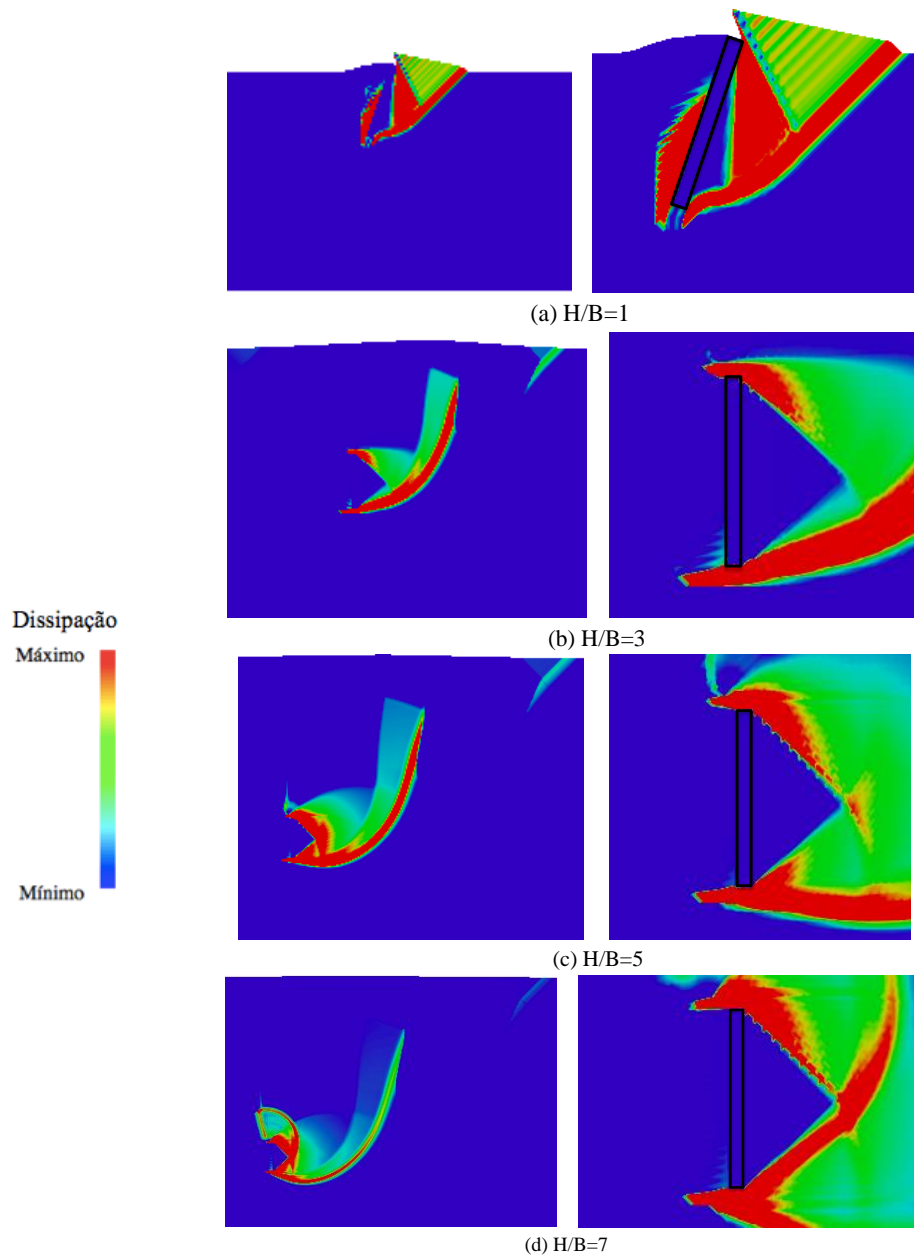 (a) H/B=1
(b) H/B=3
Dissipação
Máximo
Mínimo
(c) H/B=5
(d) H/B=7